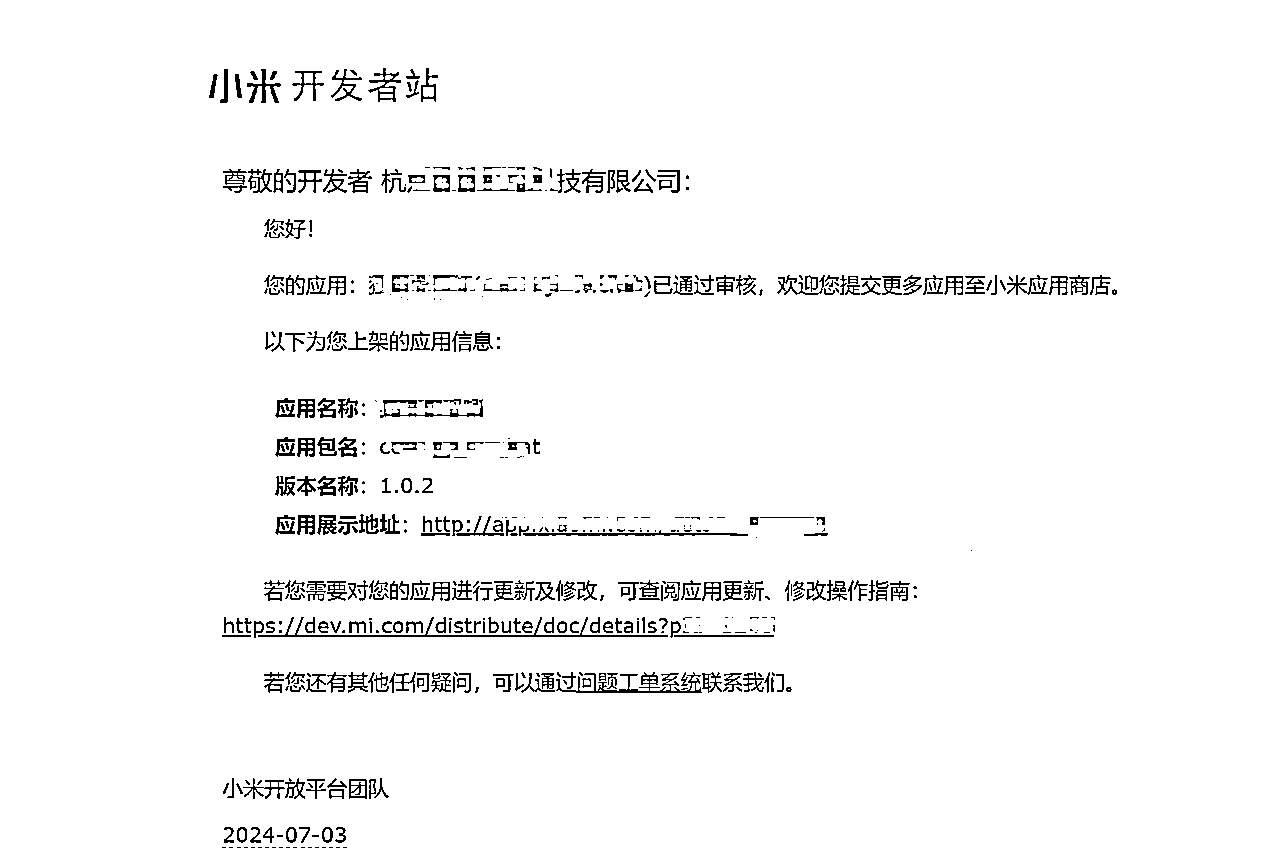 小米 开发者站
尊敬的开发者 杭 技有限公司：
您好！
您的应用： 已通过审核，欢迎您提交更多应用至小米应用商店。
以下为您上架的应用信息：
应用名称：
应用包名：
版本名称：1.0.2
应用展示地址：http://app
若您需要对您的应用进行更新及修改，可查阅应用更新、修改操作指南：
https://dev.mi.com/distribute/doc/details?p
若您还有其他任何疑问，可以通过问题工单系统联系我们。
小米开放平台团队
2024-07-03